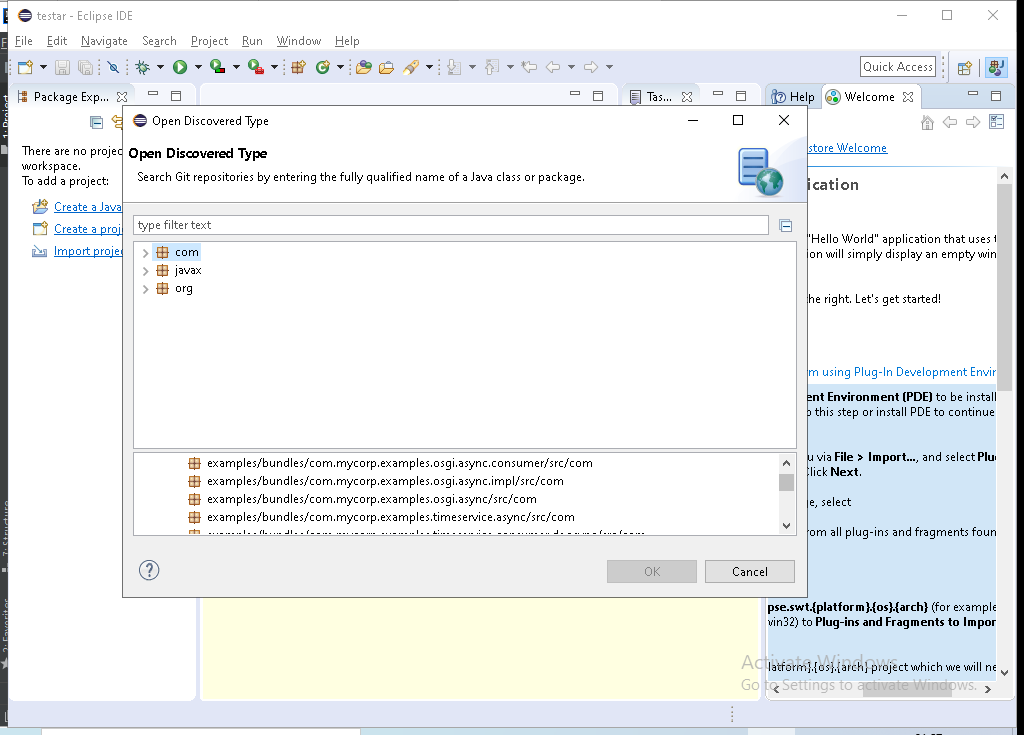 testar - Eclipse IDE
File Edit Navigate Search Project Run Window Help
Quick Access
Package Exp...
Tas...
Help
Welcome
There are no projec
workspace.
To add a project:
Create a Java
Create a proj
Import projec
Open Discovered Type
Open Discovered Type
Search Git repositories by entering the fully qualified name of a Java class or package.
type filter text
com
javax
org
examples/bundles/com.mycorp.examples.osgi.async.consumer/src/com
examples/bundles/com.mycorp.examples.osgi.async.impl/src/com
examples/bundles/com.mycorp.examples.osgi.async/src/com
examples/bundles/com.mycorp.examples.timeservice.async/src/com
OK
Cancel
store Welcome
ication
"Hello World" application that uses t
ion will simply display an empty win
he right. Let's get started!
m using Plug-In Development Envir
ent Environment (PDE) to be install
o this step or install PDE to continue
u via File > Import..., and select Plu
Click Next.
e, select
om all plug-ins and fragments foun
pse.swt.{platform}.{os}.{arch} (for example
vin32) to Plug-ins and Fragments to Impor
latform}.{os}.{arch} project which we will ne
Activate Windows
Go to Settings to activate Windows.